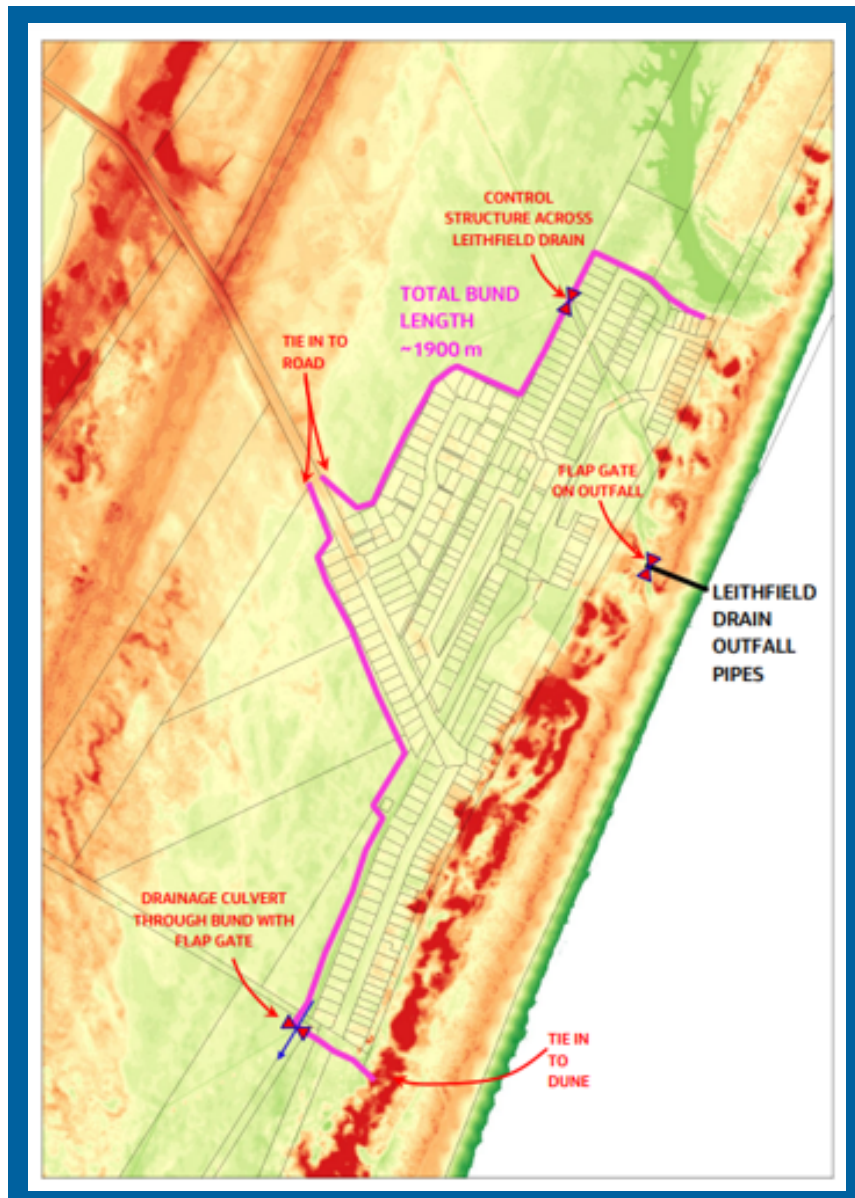 CONTROL
STRUCTURE ACROSS
LEITHFIELD DRAIN
TOTAL BUND
LENGTH
~1900 m
TIE IN TO
ROAD
FLAP GATE
ON OUTFALL
LEITHFIELD
DRAIN
OUTFALL
PIPES
DRAINAGE CULVERT
THROUGH BUND WITH
FLAP GATE
TIE IN
TO
DUNE